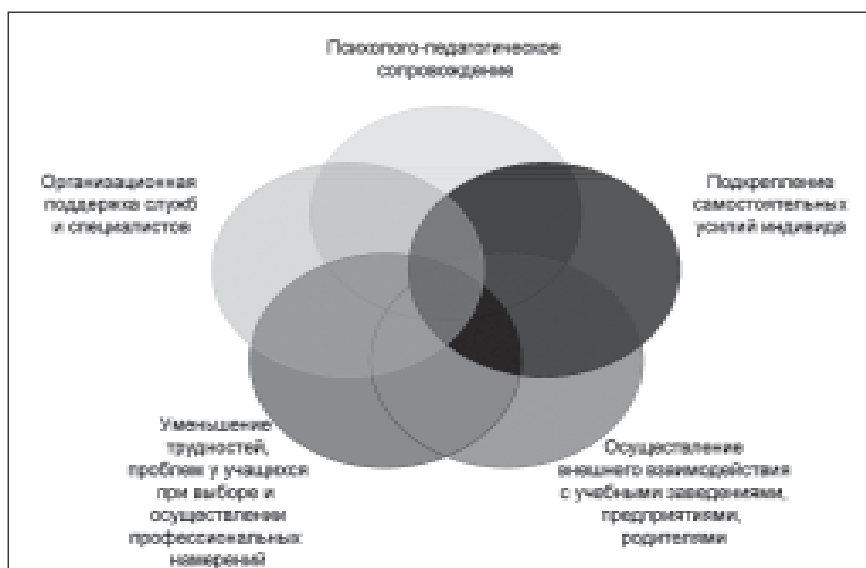 Психолого-педагогическое
сопровождение
Организационная
поддержка служб
и специалистов
Подкрепление
самостоятельных
усилий индивида
Уменьшение
трудностей,
проблем у учащихся
при выборе и
осуществлении
профессиональных
намерений
Осуществление
внешнего взаимодействия
с учебными заведениями,
предприятиями,
родителями